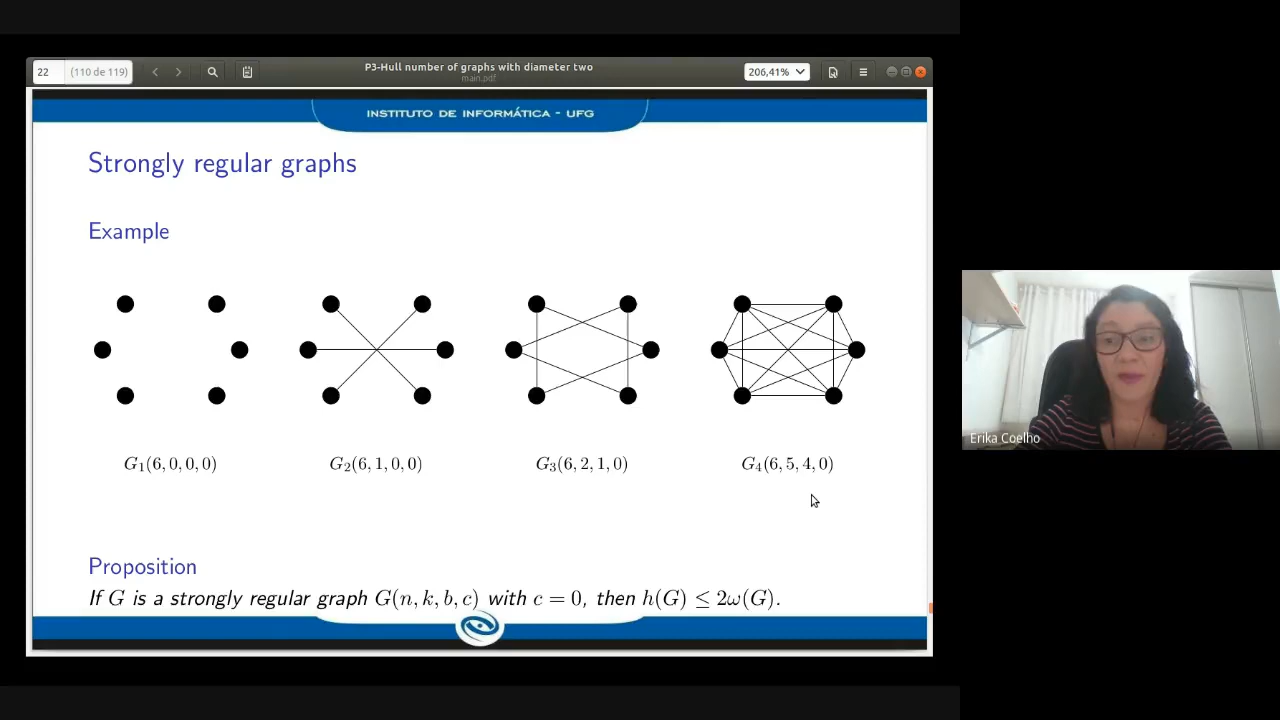 22 (110 de 119)
P3-Hull number of graphs with diameter two
main.pdf
206,41%
INSTITUTO DE INFORMÁTICA - UFG
Strongly regular graphs
Example
G₁(6, 0, 0, 0) G₂(6, 1, 0, 0) G₃(6, 2, 1, 0) G₄(6, 5, 4, 0)
Proposition
If G is a strongly regular graph G(n, k, b, c) with c = 0, then h(G) ≤ 2ω(G).
Erika Coelho